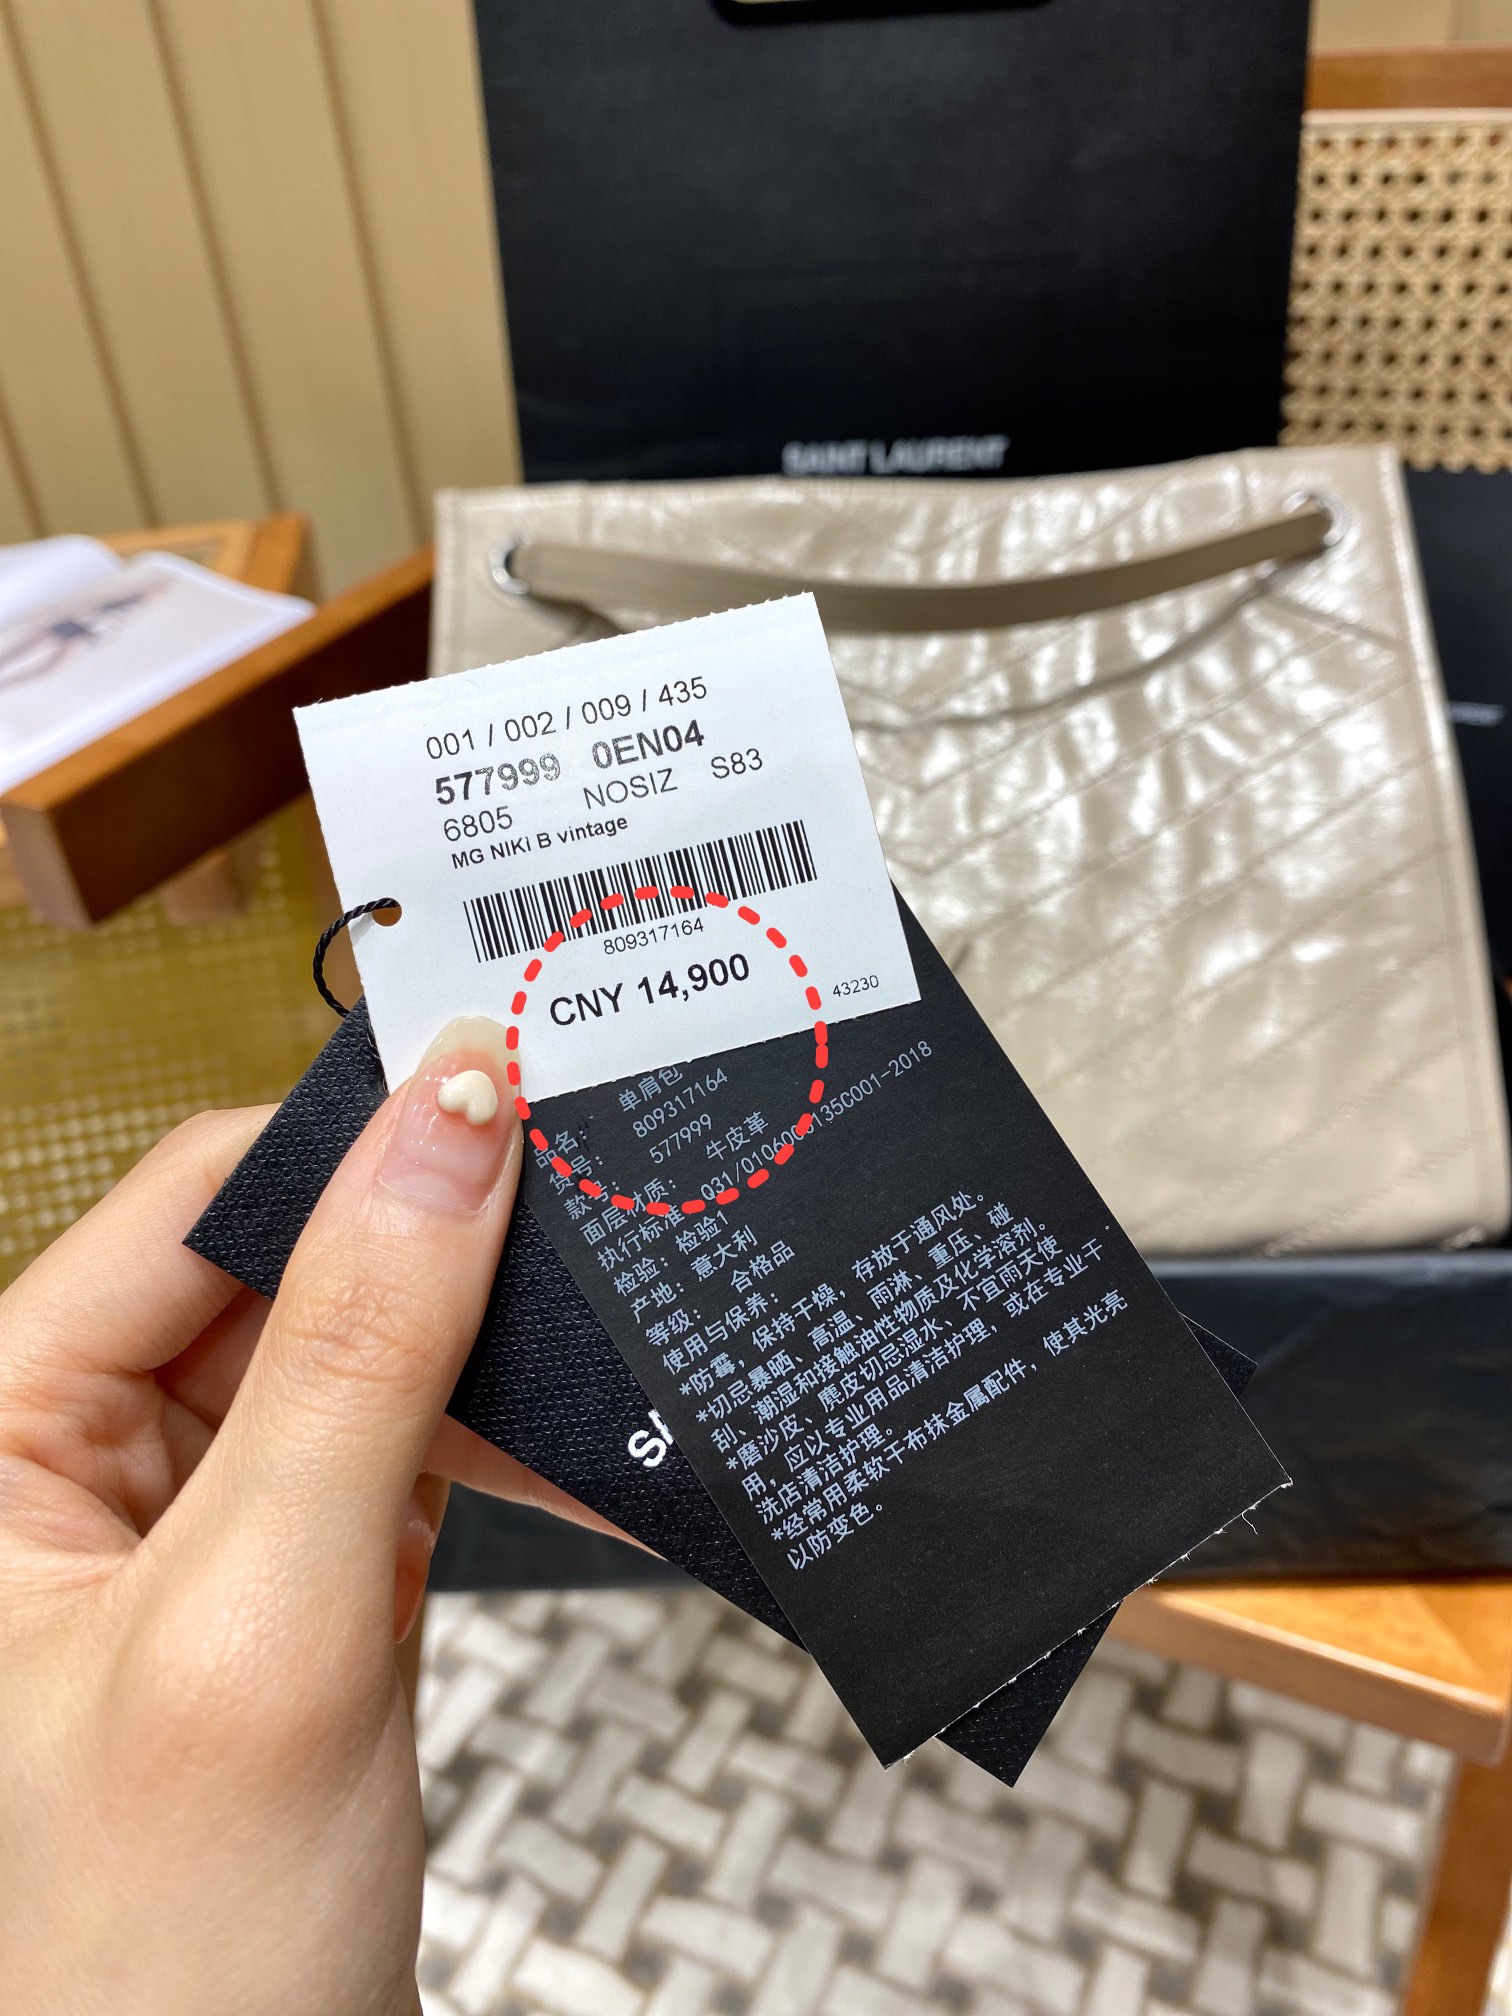 SAINT LAURENT
001 / 002 / 009 / 435
577999 0EN04
6805 NOSIZ S83
MG NIKi B vintage
809317164
CNY 14,900
43230
品名: 单肩包
货号: 809317164
款号: 577999
面层材质: 牛皮革
执行标准:
检验: 检验1
产地: 意大利
等级: 合格品
使用与保养:
*防霉，保持干燥，存放于通风处。
*切忌暴晒、高温、雨淋、重压、碰
刮、潮湿和接触油性物质及化学溶剂。
*磨沙皮、麂皮切忌湿水、不宜雨天使
用，应以专业用品清洁护理，或在专业干
洗店清洁护理。
*经常用柔软干布抹金属配件，使其光亮
以防变色。